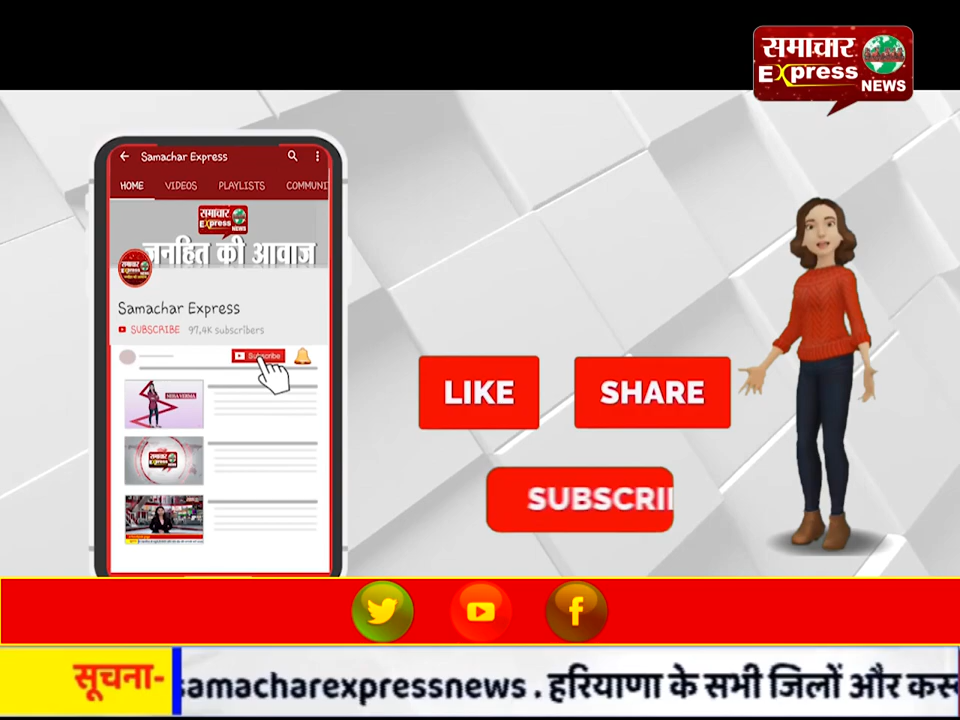 समाचार
Express
NEWS
Samachar Express
HOME VIDEOS PLAYLISTS COMMUNI
समाचार
Express
NEWS
जनहित की आवाज
Samachar Express
SUBSCRIBE 97,4K subscribers
Subscribe
LIKE
SHARE
SUBSCRI
सूचना-
samacharexpressnews . हरियाणा के सभी जिलों और कस्